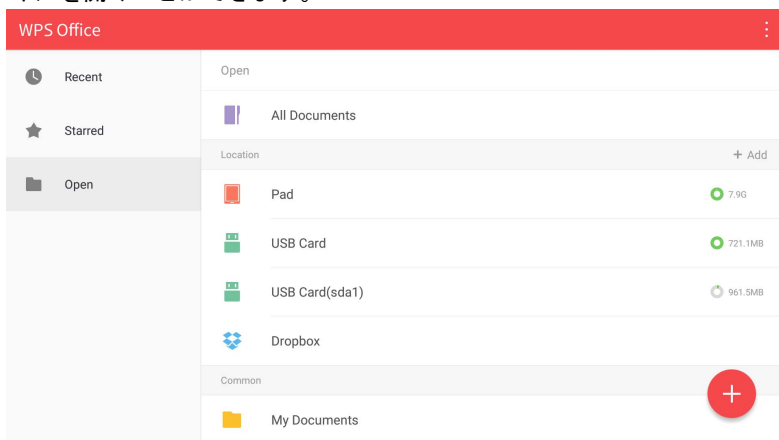 WPS Office
Recent
Starred
Open
Open
All Documents
Location
+ Add
Pad
7.9G
USB Card
721.1MB
USB Card(sda1)
961.5MB
Dropbox
Common
My Documents